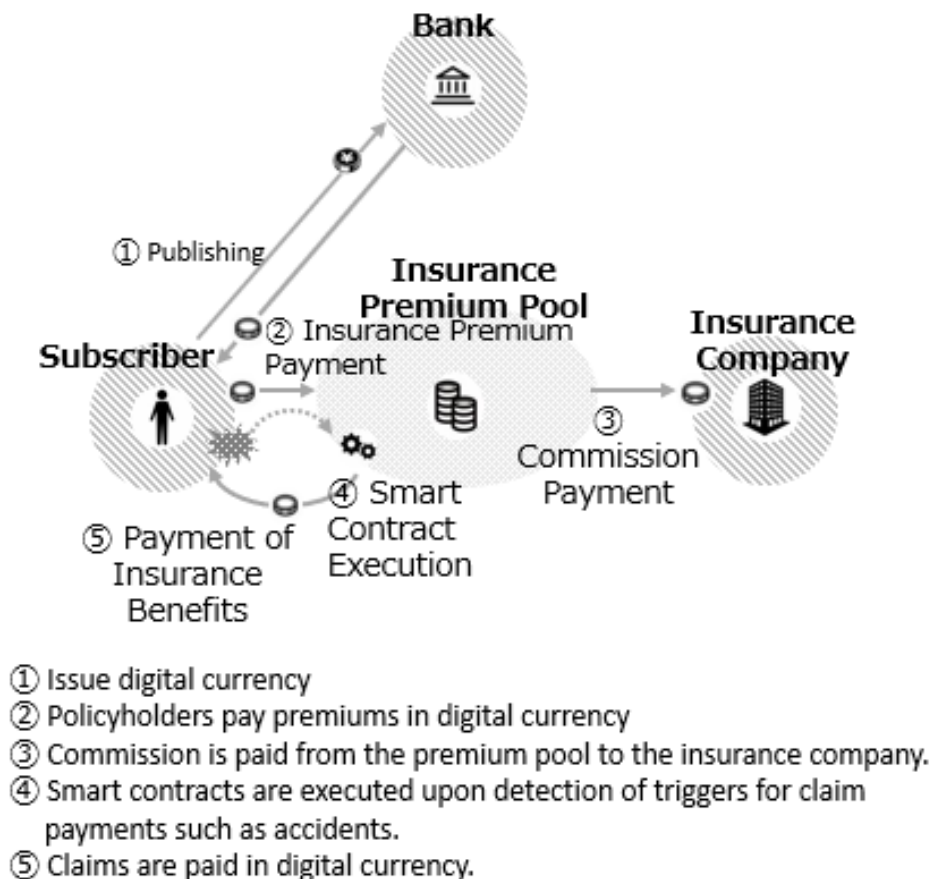 Bank
① Publishing
Insurance
Premium Pool
② Insurance Premium
Payment
Subscriber
Insurance
Company
③
Commission
Payment
④ Smart
Contract
Execution
⑤ Payment of
Insurance
Benefits
① Issue digital currency
② Policyholders pay premiums in digital currency
③ Commission is paid from the premium pool to the insurance company.
④ Smart contracts are executed upon detection of triggers for claim
payments such as accidents.
⑤ Claims are paid in digital currency.